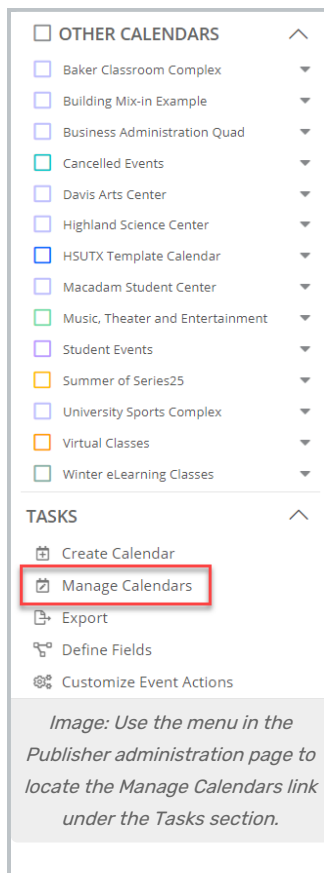 OTHER CALENDARS
Baker Classroom Complex
Building Mix-in Example
Business Administration Quad
Cancelled Events
Davis Arts Center
Highland Science Center
HSUTX Template Calendar
Macadam Student Center
Music, Theater and Entertainment
Student Events
Summer of Series25
University Sports Complex
Virtual Classes
Winter eLearning Classes
TASKS
Create Calendar
Manage Calendars
Export
Define Fields
Customize Event Actions
Image: Use the menu in the
Publisher administration page to
locate the Manage Calendars link
under the Tasks section.